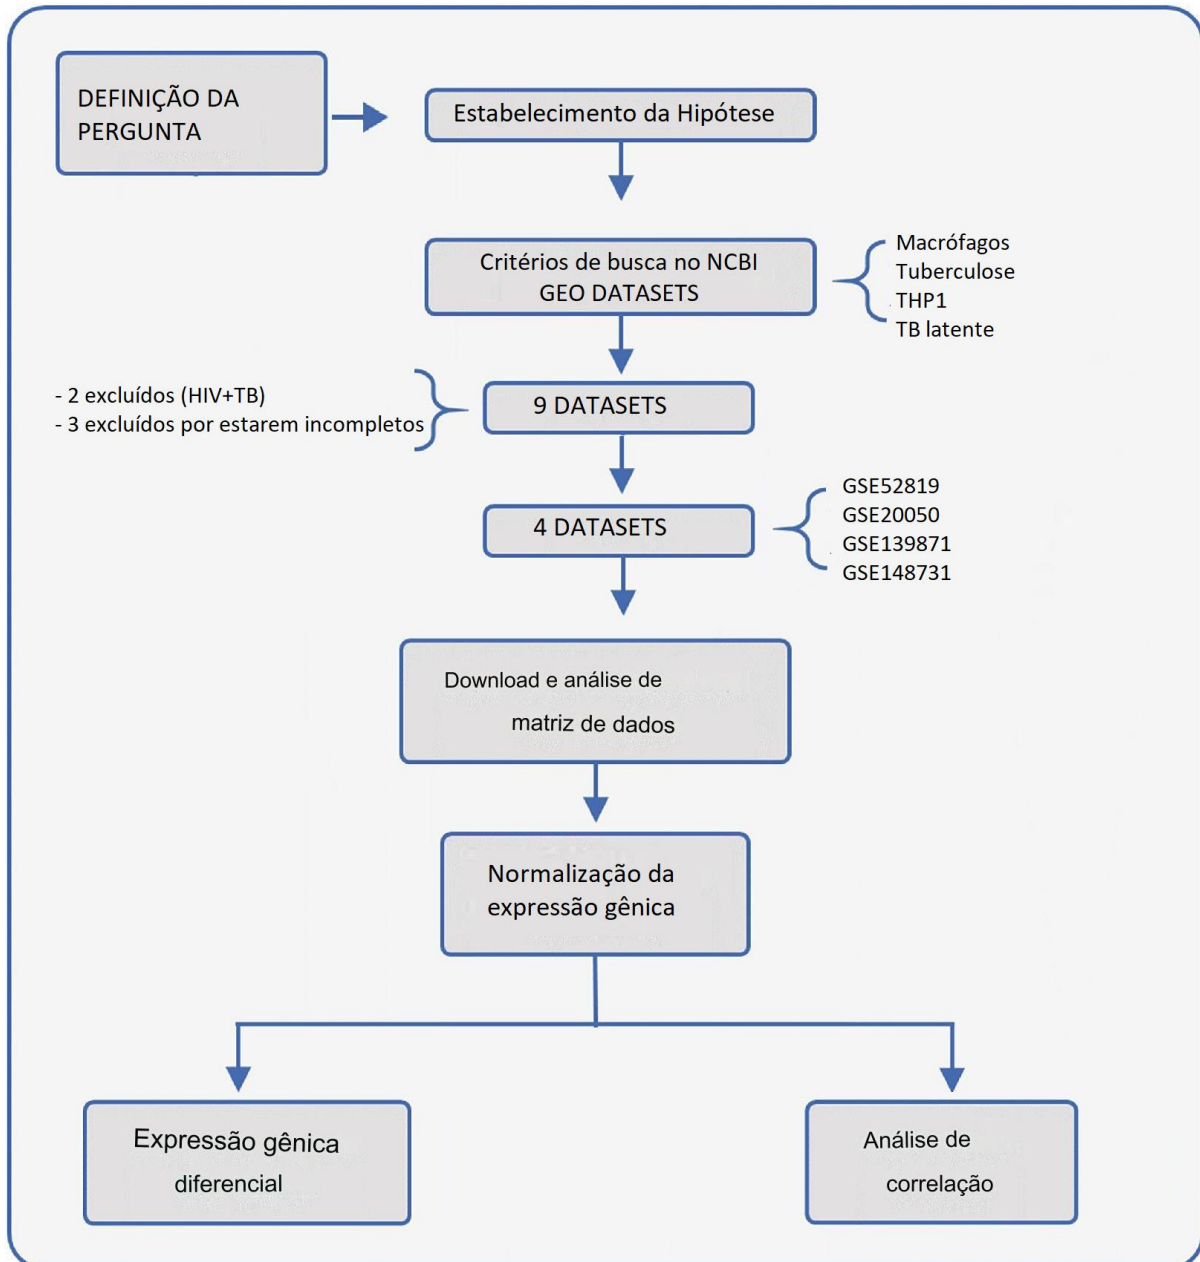 DEFINIÇÃO DA
PERGUNTA
Estabelecimento da Hipótese
Critérios de busca no NCBI
GEO DATASETS
Macrófagos
Tuberculose
THP1
TB latente
- 2 excluídos (HIV+TB)
- 3 excluídos por estarem incompletos
9 DATASETS
4 DATASETS
GSE52819
GSE20050
GSE139871
GSE148731
Download e análise de
matriz de dados
Normalização da
expressão gênica
Expressão gênica
diferencial
Análise de
correlação